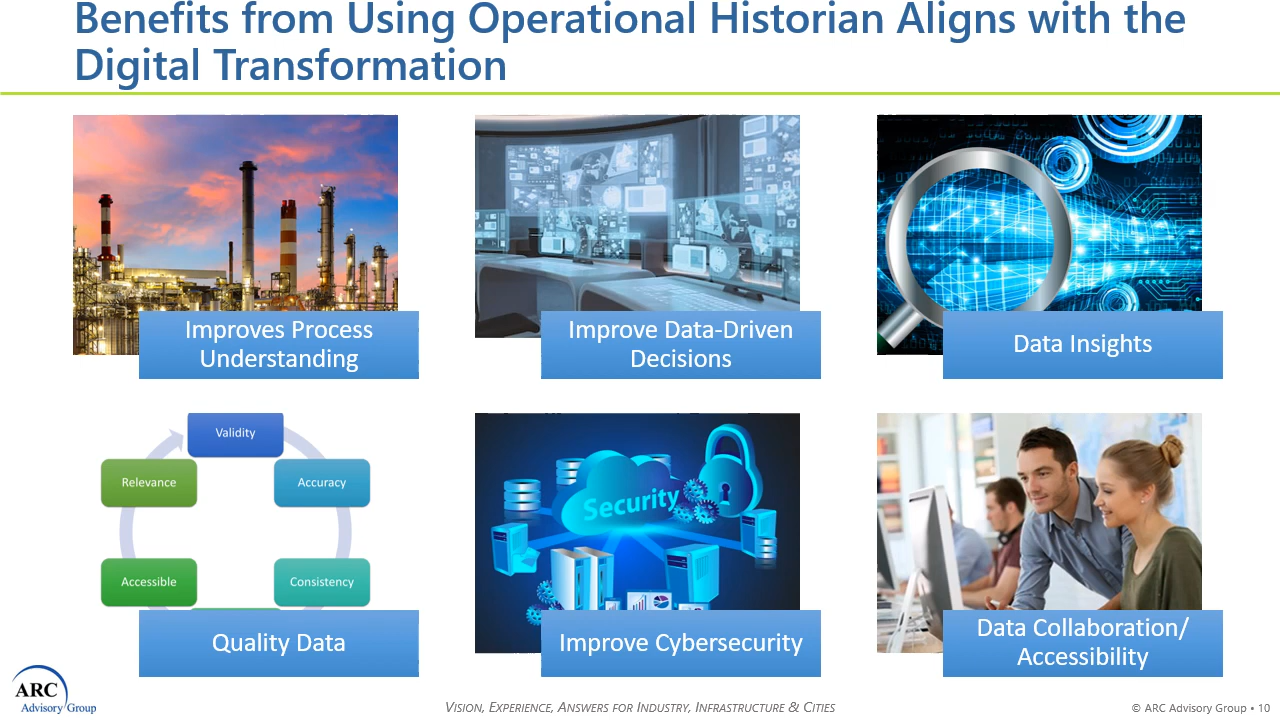 Benefits from Using Operational Historian Aligns with the
Digital Transformation
Improves Process
Understanding
Improve Data-Driven
Decisions
Data Insights
Validity
Relevance
Accuracy
Accessible
Consistency
Quality Data
Security
Improve Cybersecurity
Data Collaboration/
Accessibility
ARC
Advisory Group
Vision, Experience, Answers for Industry, Infrastructure & Cities
© ARC Advisory Group • 10